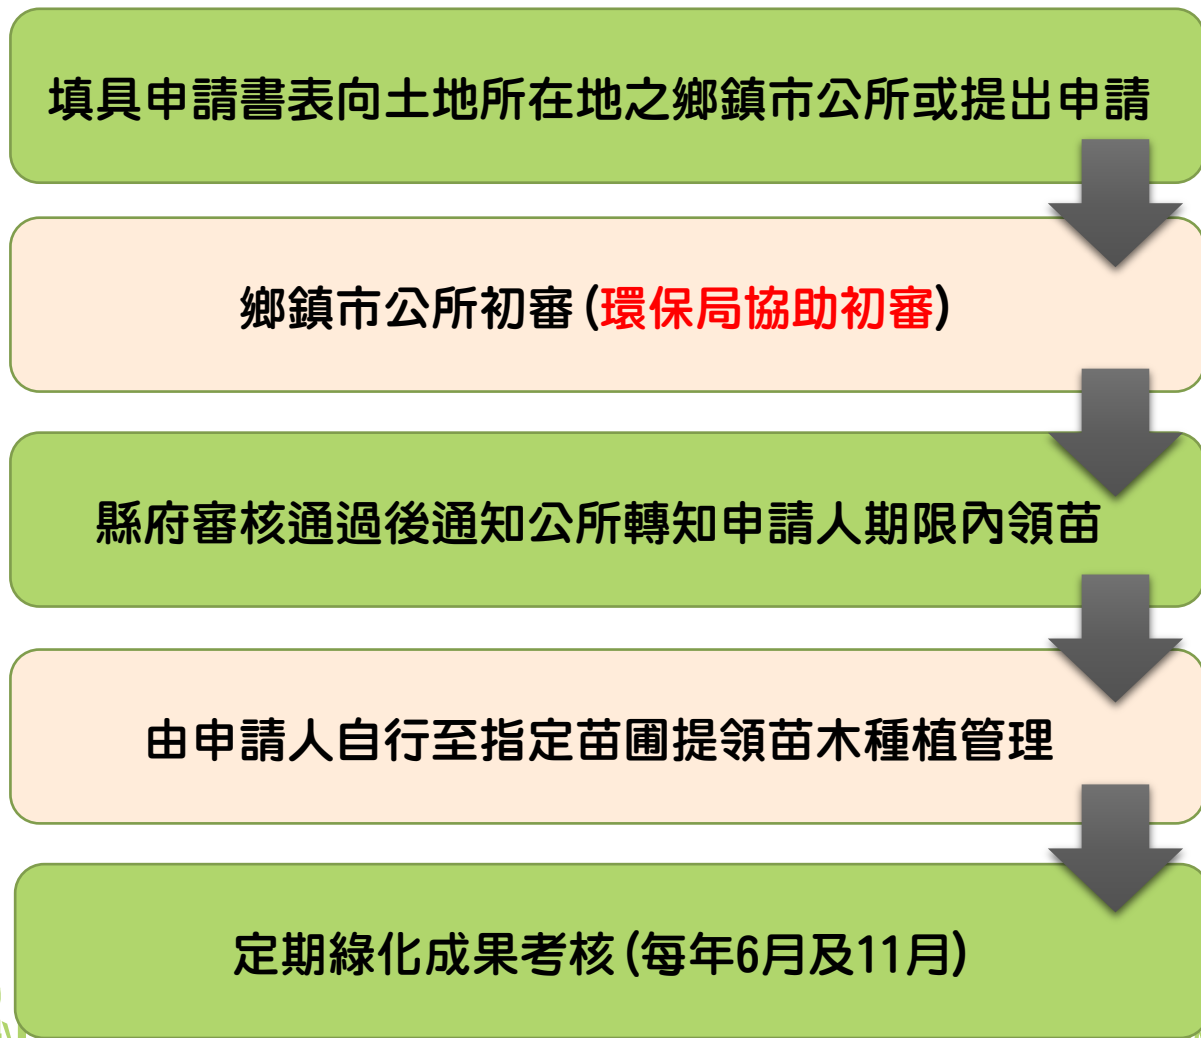 填具申請書表向土地所在地之鄉鎮市公所或提出申請
鄉鎮市公所初審(環保局協助初審)
縣府審核通過後通知公所轉知申請人期限內領苗
由申請人自行至指定苗圃提領苗木種植管理
定期綠化成果考核(每年6月及11月)